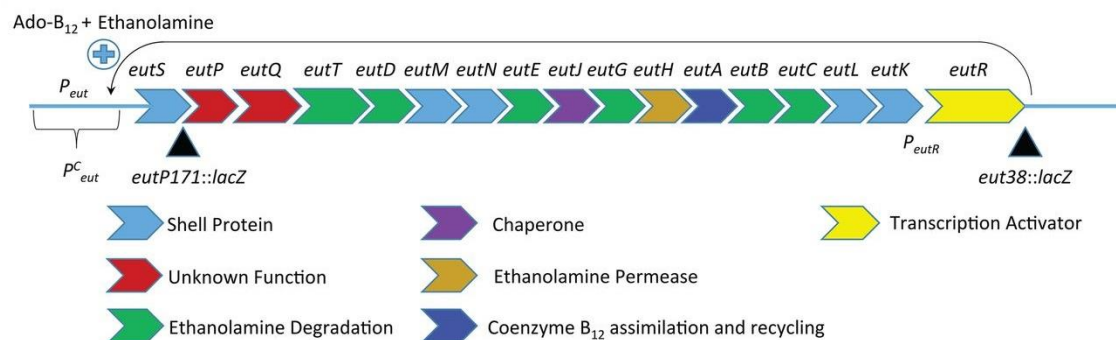 Ado-B12 + Ethanolamine
eutS eutP eutQ eutT eutD eutM eutN eutE eutJ eutG eutH eutA eutB eutC eutL eutK eutR
Peut
PeutR
PCeut
eutP171::lacZ
eut38::lacZ
Shell Protein
Chaperone
Transcription Activator
Unknown Function
Ethanolamine Permease
Ethanolamine Degradation
Coenzyme B12 assimilation and recycling